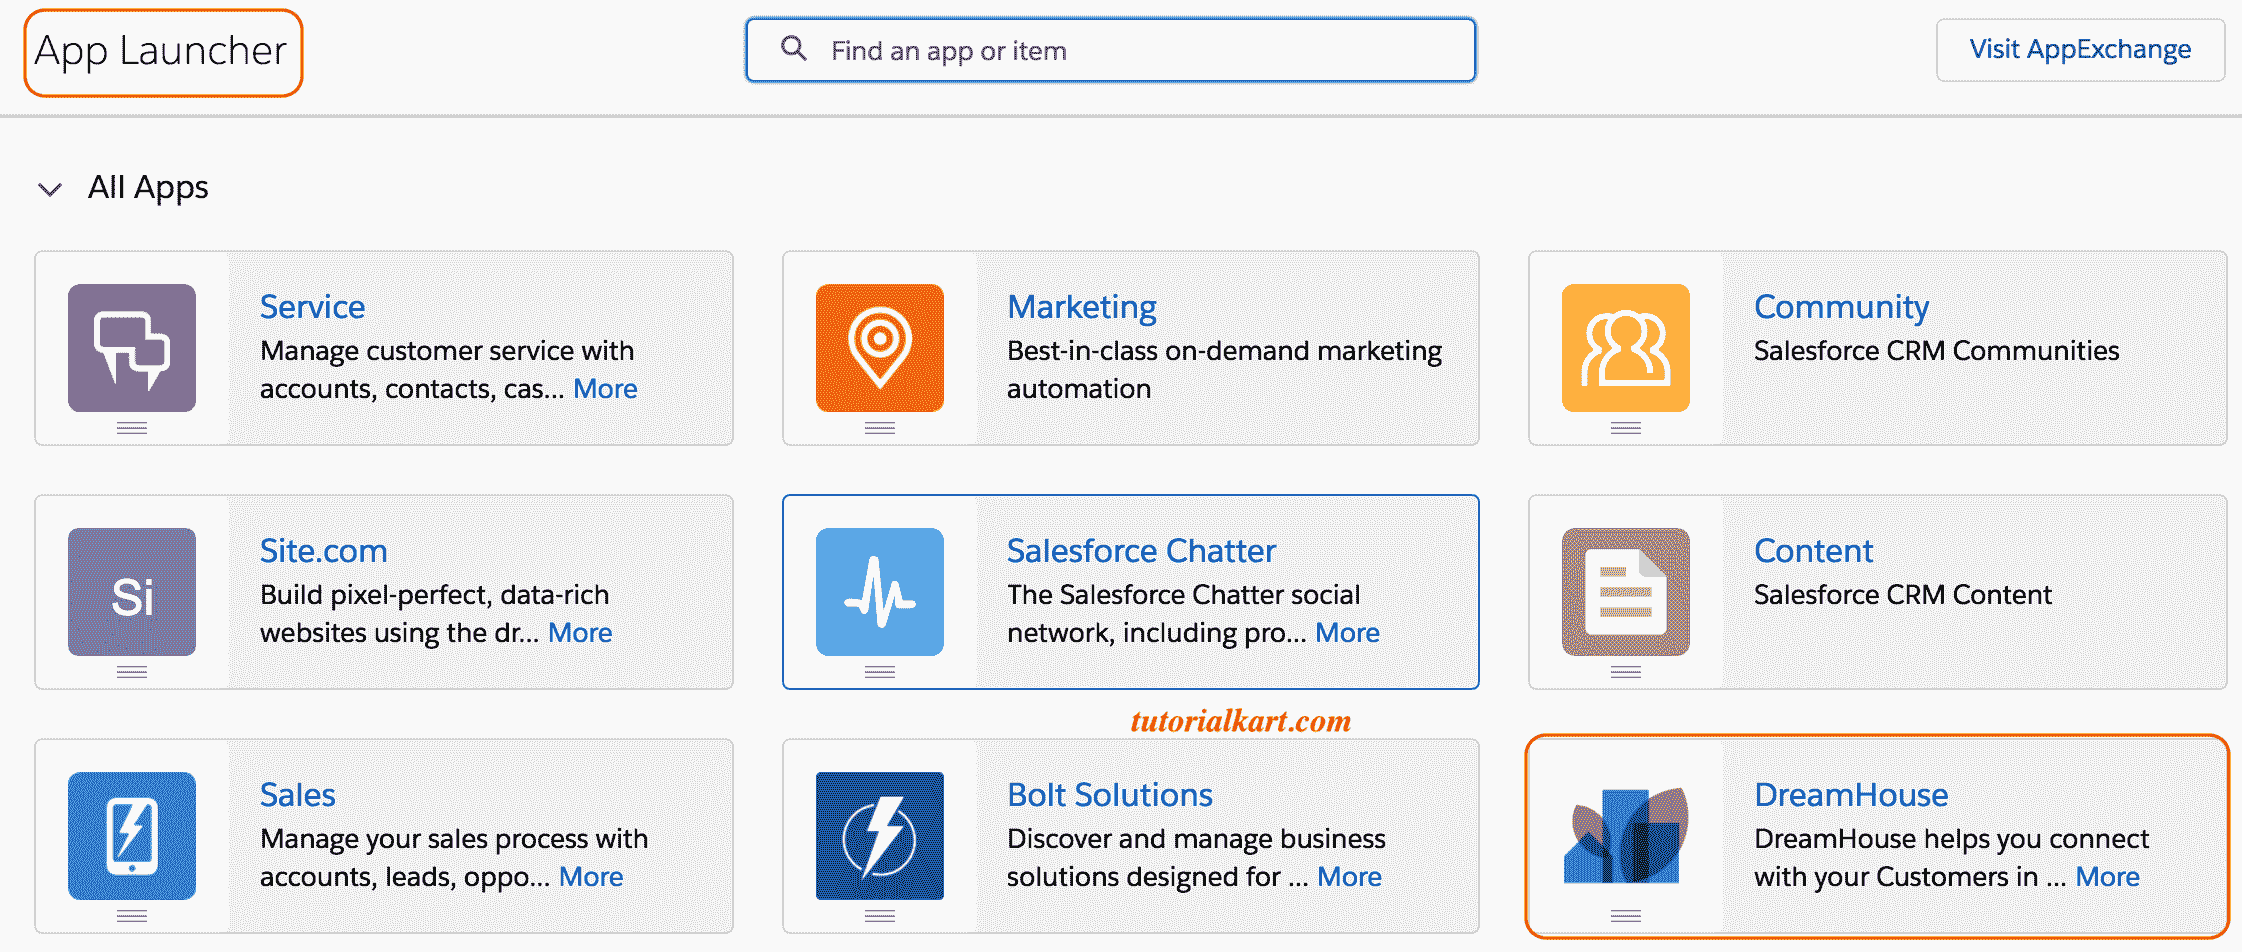 App Launcher
Find an app or item
Visit AppExchange
All Apps
Service
Manage customer service with
accounts, contacts, cas... More
Marketing
Best-in-class on-demand marketing
automation
Community
Salesforce CRM Communities
Si
Site.com
Build pixel-perfect, data-rich
websites using the dr... More
Salesforce Chatter
The Salesforce Chatter social
network, including pro... More
Content
Salesforce CRM Content
tutorialkart.com
Sales
Manage your sales process with
accounts, leads, oppo... More
Bolt Solutions
Discover and manage business
solutions designed for ... More
DreamHouse
DreamHouse helps you connect
with your Customers in ... More